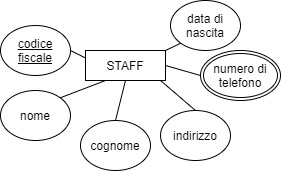 data di
nascita
codice
fiscale
STAFF
numero di
telefono
nome
indirizzo
cognome